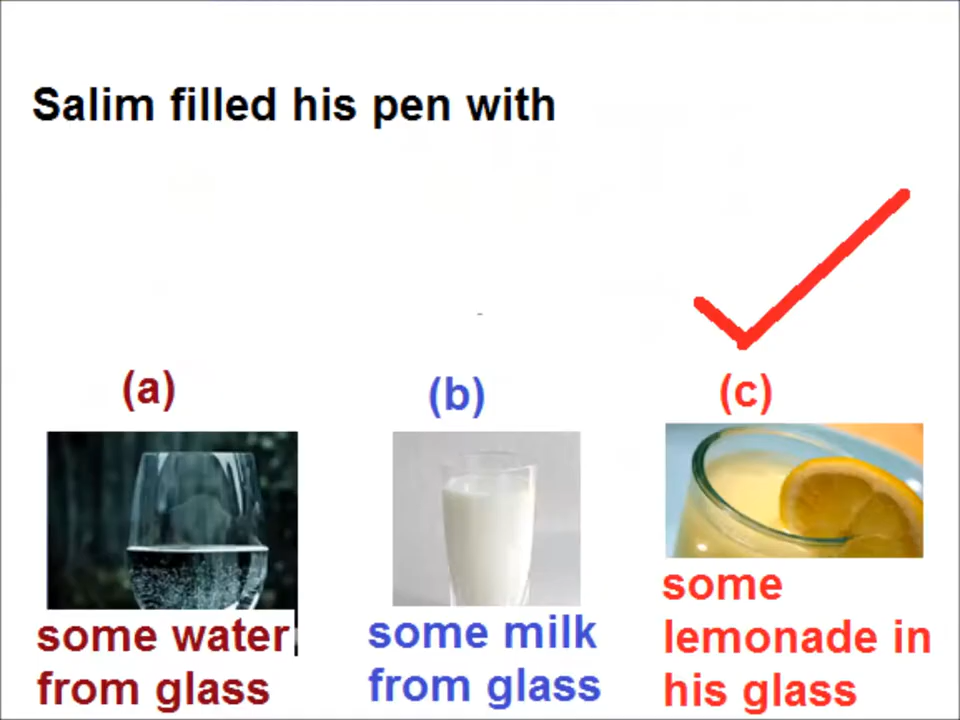 Salim filled his pen with
(a)
(b)
(c)
some water
from glass
some milk
from glass
some
lemonade in
his glass